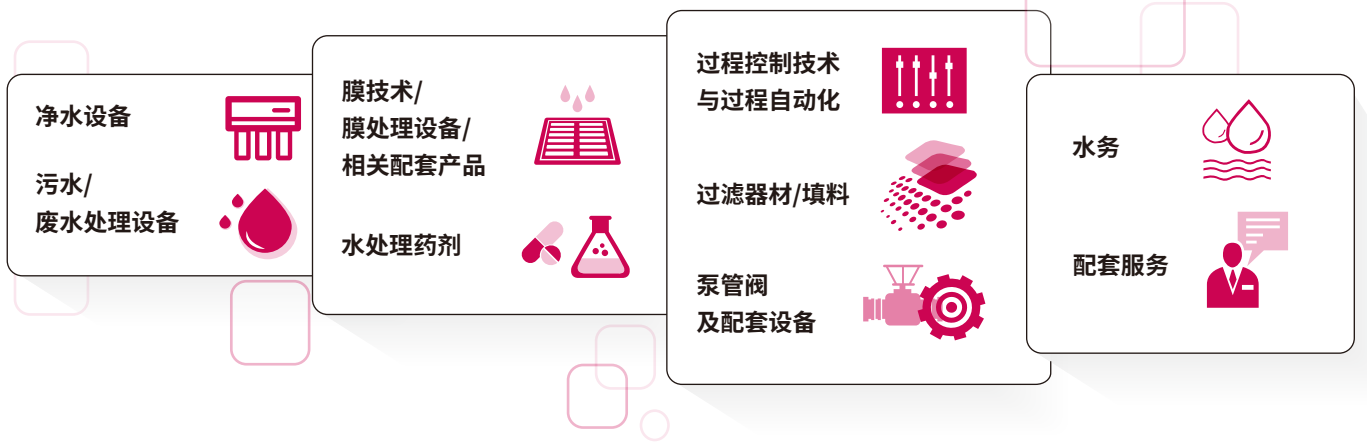 净水设备
污水/
废水处理设备
膜技术/
膜处理设备/
相关配套产品
水处理药剂
过程控制技术
与过程自动化
过滤器材/填料
泵管阀
及配套设备
水务
配套服务